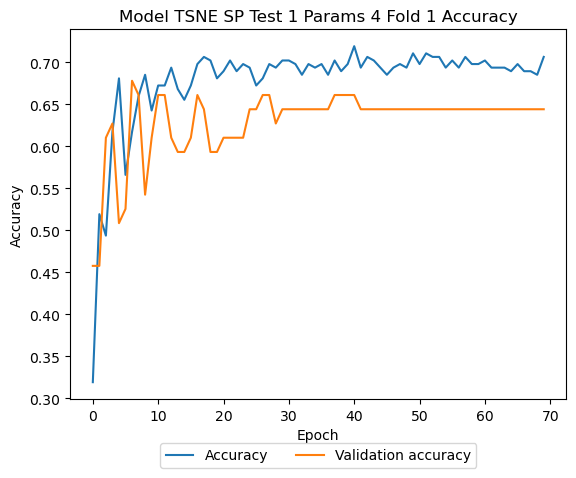 Model TSNE SP Test 1 Params 4 Fold 1 Accuracy
0.70
0.65
0.60
0.55
0.50
0.45
0.40
0.35
0.30
Accuracy
0 10 20 30 40 50 60 70
Epoch
Accuracy Validation accuracy